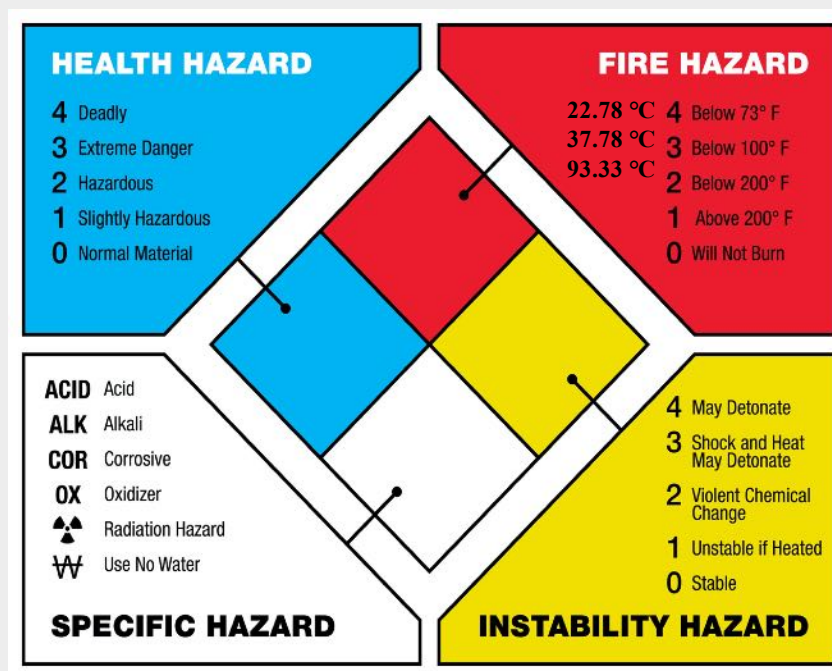 HEALTH HAZARD
4 Deadly
3 Extreme Danger
2 Hazardous
1 Slightly Hazardous
0 Normal Material
FIRE HAZARD
22.78 °C 4 Below 73° F
37.78 °C 3 Below 100° F
93.33 °C 2 Below 200° F
1 Above 200° F
0 Will Not Burn
ACID Acid
ALK Alkali
COR Corrosive
OX Oxidizer
Radiation Hazard
W Use No Water
SPECIFIC HAZARD
4 May Detonate
3 Shock and Heat
May Detonate
2 Violent Chemical
Change
1 Unstable if Heated
0 Stable
INSTABILITY HAZARD